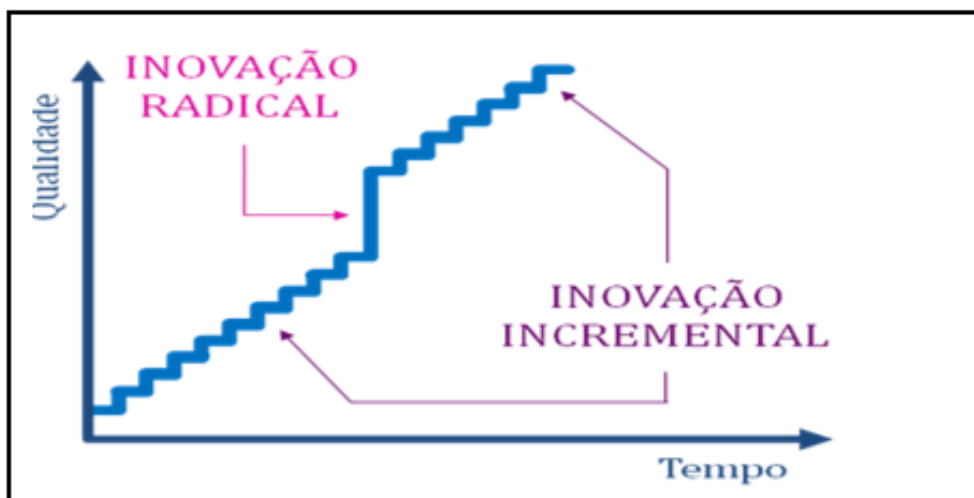 INOVAÇÃO
RADICAL
Qualidade
INOVAÇÃO
INCREMENTAL
Tempo